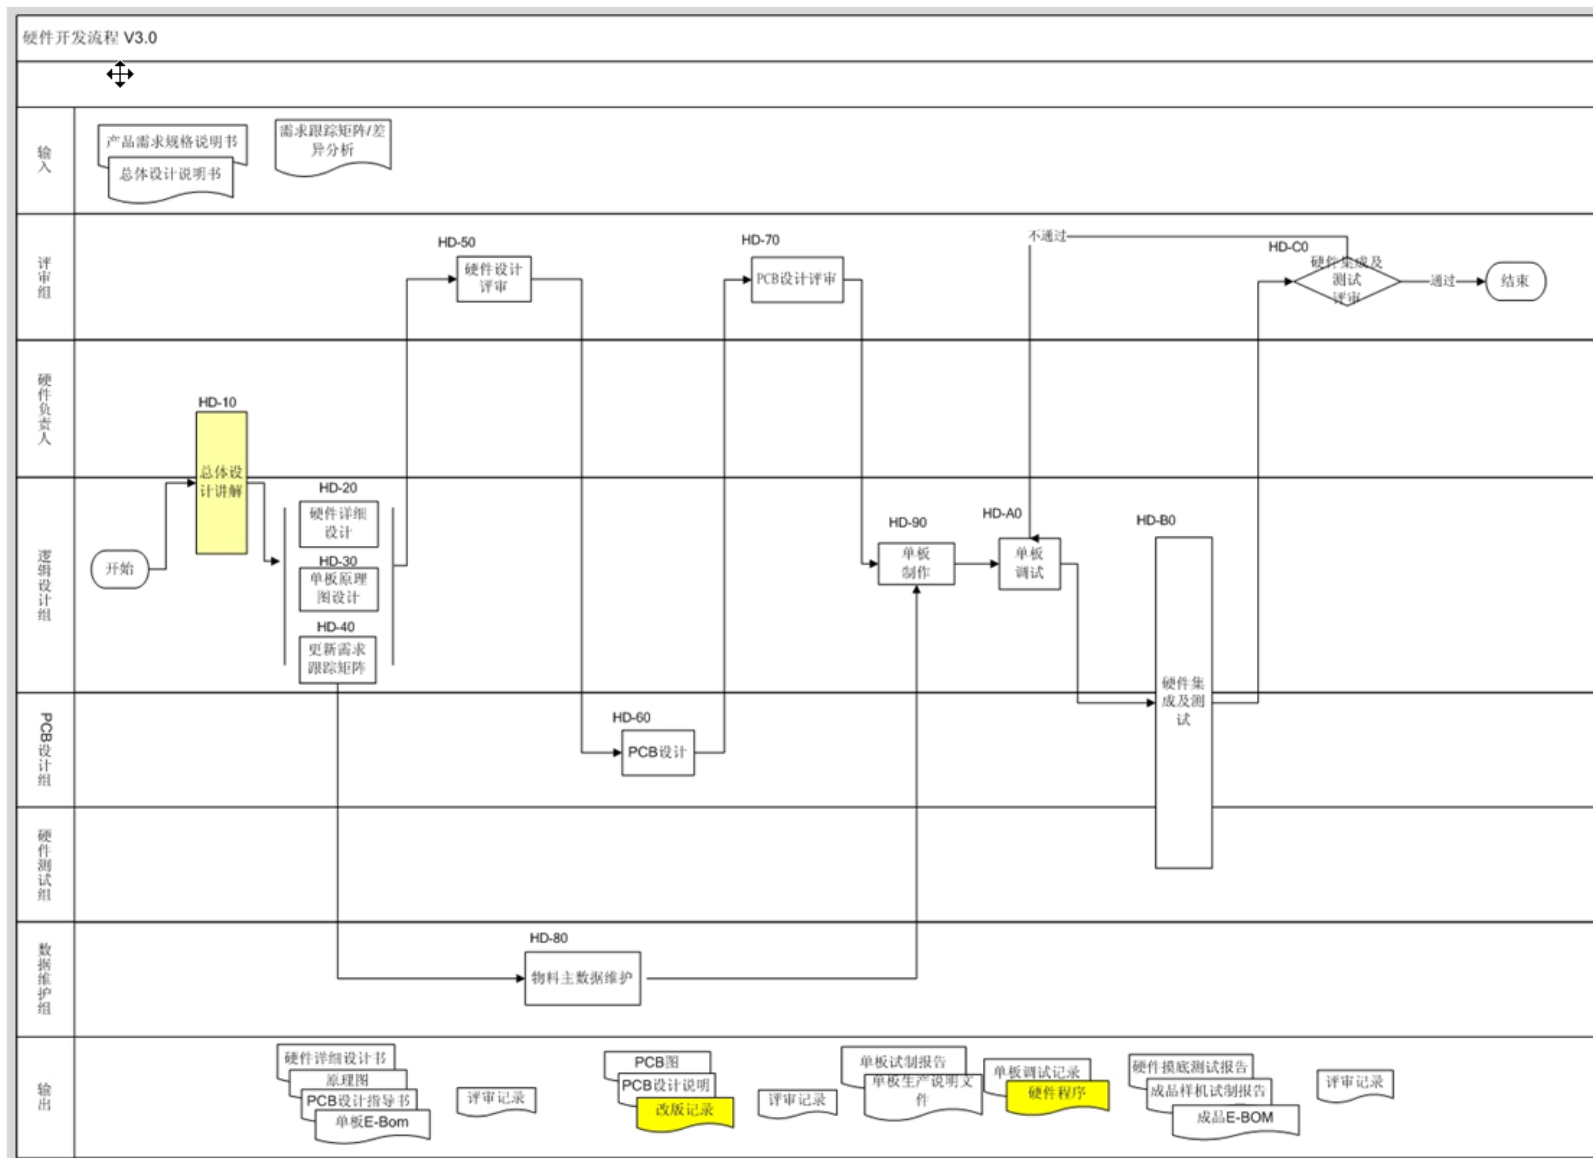 硬件开发流程 V3.0
输入
产品需求规格说明书
总体设计说明书
需求跟踪矩阵/差
异分析
评审组
HD-50
硬件设计
评审
HD-70
PCB设计评审
不通过
HD-C0
硬件集成及
测试
评审
通过
结束
硬件负责人
HD-10
总体设
计讲解
逻辑设计组
开始
HD-20
硬件详细
设计
HD-30
单板原理
图设计
HD-40
更新需求
跟踪矩阵
HD-90
单板
制作
HD-A0
单板
调试
HD-B0
硬件集
成及测
试
PCB设计组
HD-60
PCB设计
硬件测试组
数据维护组
HD-80
物料主数据维护
输出
硬件详细设计书
原理图
PCB设计指导书
单板E-Bom
评审记录
PCB图
PCB设计说明
改版记录
评审记录
单板试制报告
单板生产说明文
件
单板调试记录
硬件程序
硬件摸底测试报告
成品样机试制报告
成品E-BOM
评审记录